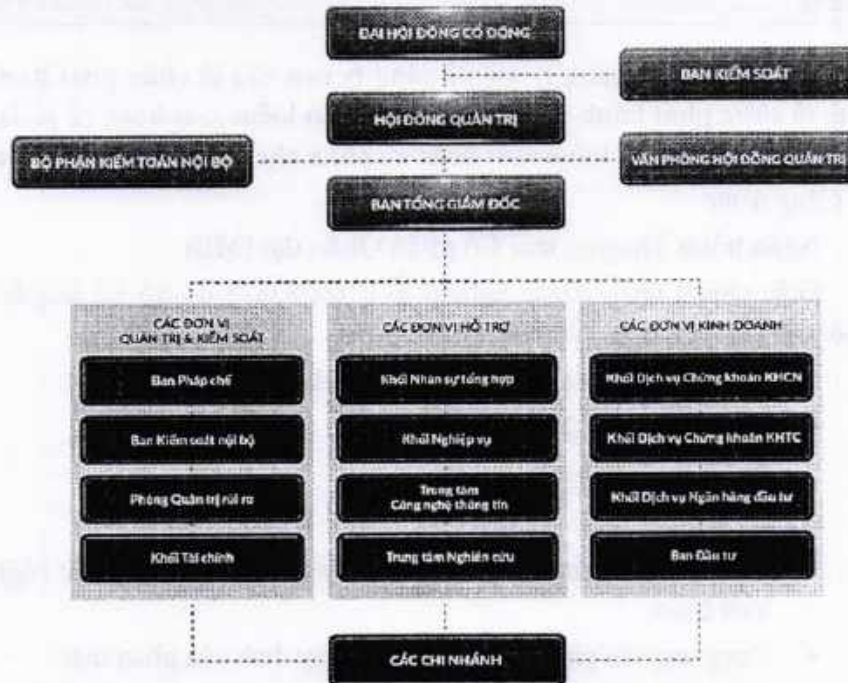 ĐẠI HỘI ĐỒNG CỔ ĐÔNG
BAN KIỂM SOÁT
HỘI ĐỒNG QUẢN TRỊ
BỘ PHẬN KIỂM TOÁN NỘI BỘ
VĂN PHÒNG HỘI ĐỒNG QUẢN TRỊ
BAN TỔNG GIÁM ĐỐC
CÁC ĐƠN VỊ
QUẢN TRỊ & KIỂM SOÁT
Ban Pháp chế
Ban Kiểm soát nội bộ
Phòng Quản trị rủi ro
Khối Tài chính
CÁC ĐƠN VỊ HỖ TRỢ
Khối Nhân sự tổng hợp
Khối Nghiệp vụ
Trung tâm
Công nghệ thông tin
Trung tâm Nghiên cứu
CÁC ĐƠN VỊ KINH DOANH
Khối Dịch vụ Chứng khoán KHCN
Khối Dịch vụ Chứng khoán KHTC
Khối Dịch vụ Ngân hàng đầu tư
Ban Đầu tư
CÁC CHI NHÁNH